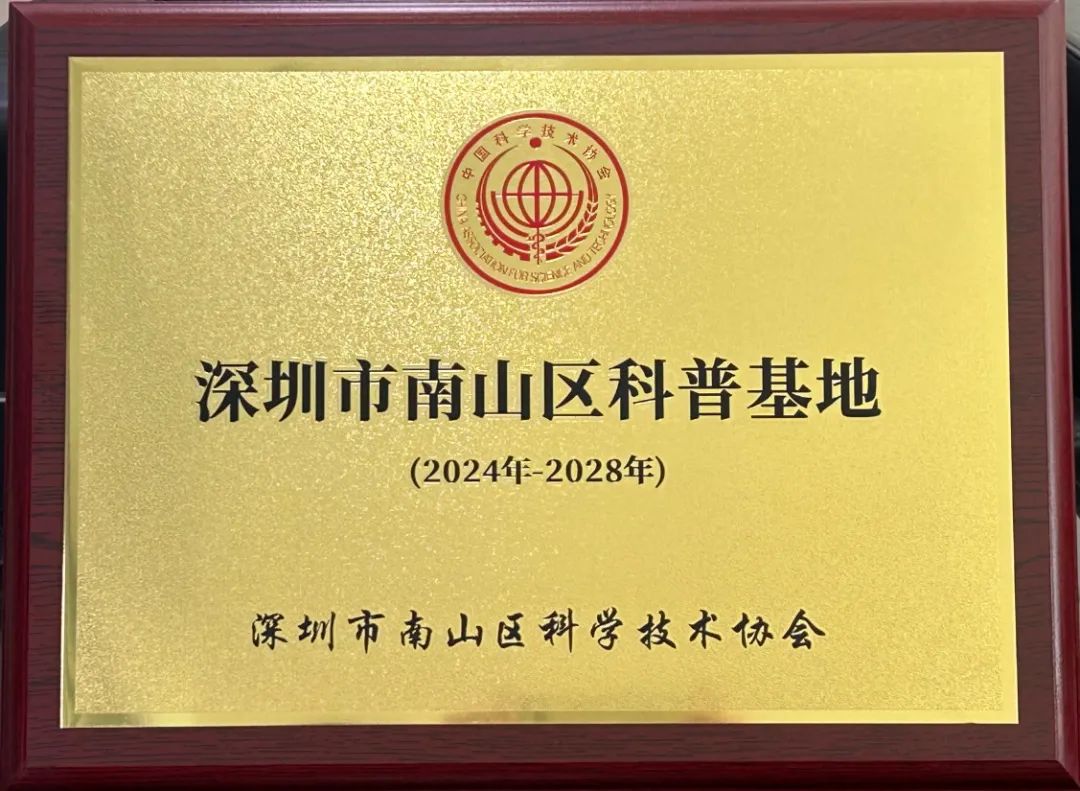 中国科学技术协会
CHINA ASSOCIATION FOR SCIENCE AND TECHNOLOGY
深圳市南山区科普基地
(2024年-2028年)
深圳市南山区科学技术协会